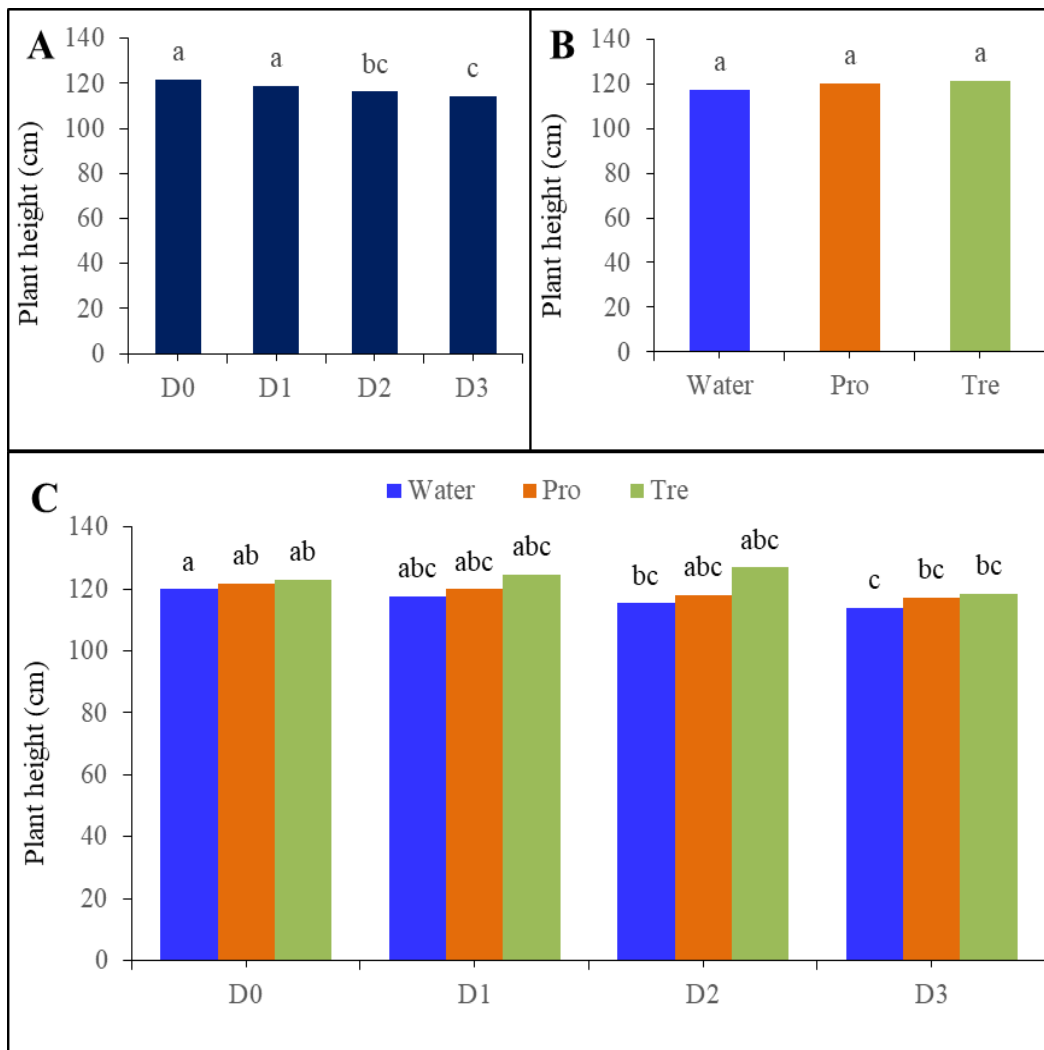 A
Plant height (cm)
140
120
100
80
60
40
20
0
a
a
bc
c
D0 D1 D2 D3
B
Plant height (cm)
140
120
100
80
60
40
20
0
a
a
a
Water Pro Tre
C
Water Pro Tre
Plant height (cm)
140
120
100
80
60
40
20
0
a ab ab
abc abc abc
bc abc abc
c bc bc
D0 D1 D2 D3